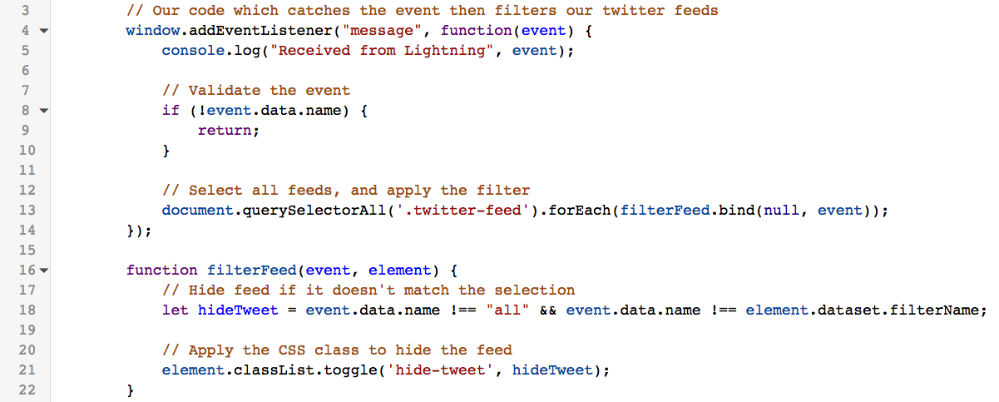 3 // Our code which catches the event then filters our twitter feeds
4 window.addEventListener("message", function(event) {
5 console.log("Received from Lightning", event);
6
7 // Validate the event
8 if (!event.data.name) {
9 return;
10 }
11
12 // Select all feeds, and apply the filter
13 document.querySelectorAll('.twitter-feed').forEach(filterFeed.bind(null, event));
14 });
15
16 function filterFeed(event, element) {
17 // Hide feed if it doesn't match the selection
18 let hideTweet = event.data.name !== "all" && event.data.name !== element.dataset.filterName;
19
20 // Apply the CSS class to hide the feed
21 element.classList.toggle('hide-tweet', hideTweet);
22 }